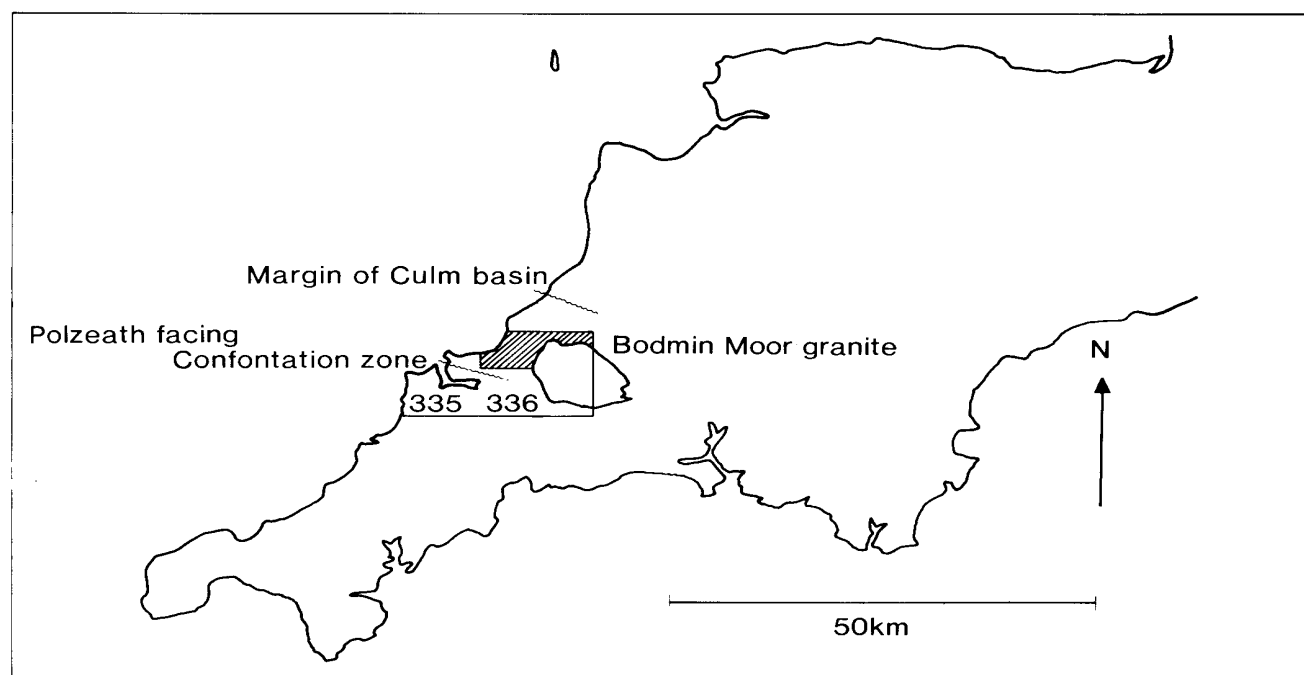 Margin of Culm basin
Polzeath facing
Confontation zone
Bodmin Moor granite
N
335 336
50km